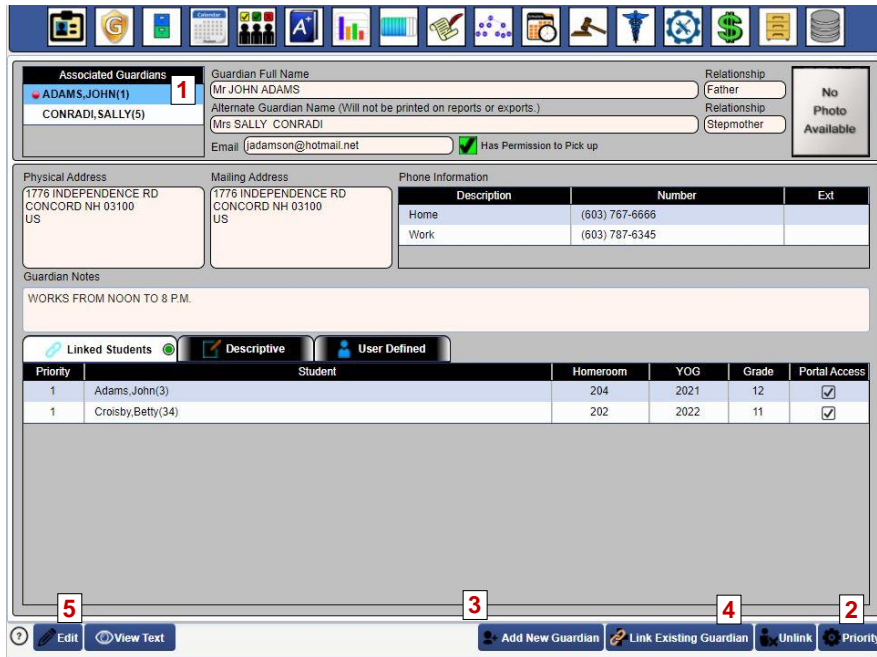 Calendar
A+
Associated Guardians
ADAMS,JOHN(1)
CONRADI,SALLY(5)
1
Guardian Full Name
Relationship
Mr JOHN ADAMS
Father
Alternate Guardian Name (Will not be printed on reports or exports.)
Relationship
Mrs SALLY CONRADI
Stepmother
Email
jadamson@hotmail.net
Has Permission to Pick up
No
Photo
Available
Physical Address
Mailing Address
Phone Information
1776 INDEPENDENCE RD
CONCORD NH 03100
US
1776 INDEPENDENCE RD
CONCORD NH 03100
US
Description Number Ext
Home (603) 767-6666
Work (603) 787-6345
Guardian Notes
WORKS FROM NOON TO 8 P.M.
Linked Students Descriptive User Defined
Priority Student Homeroom YOG Grade Portal Access
1 Adams,John(3) 204 2021 12
1 Croisby,Betty(34) 202 2022 11
5 3 4 2
? Edit View Text Add New Guardian Link Existing Guardian Unlink Priority